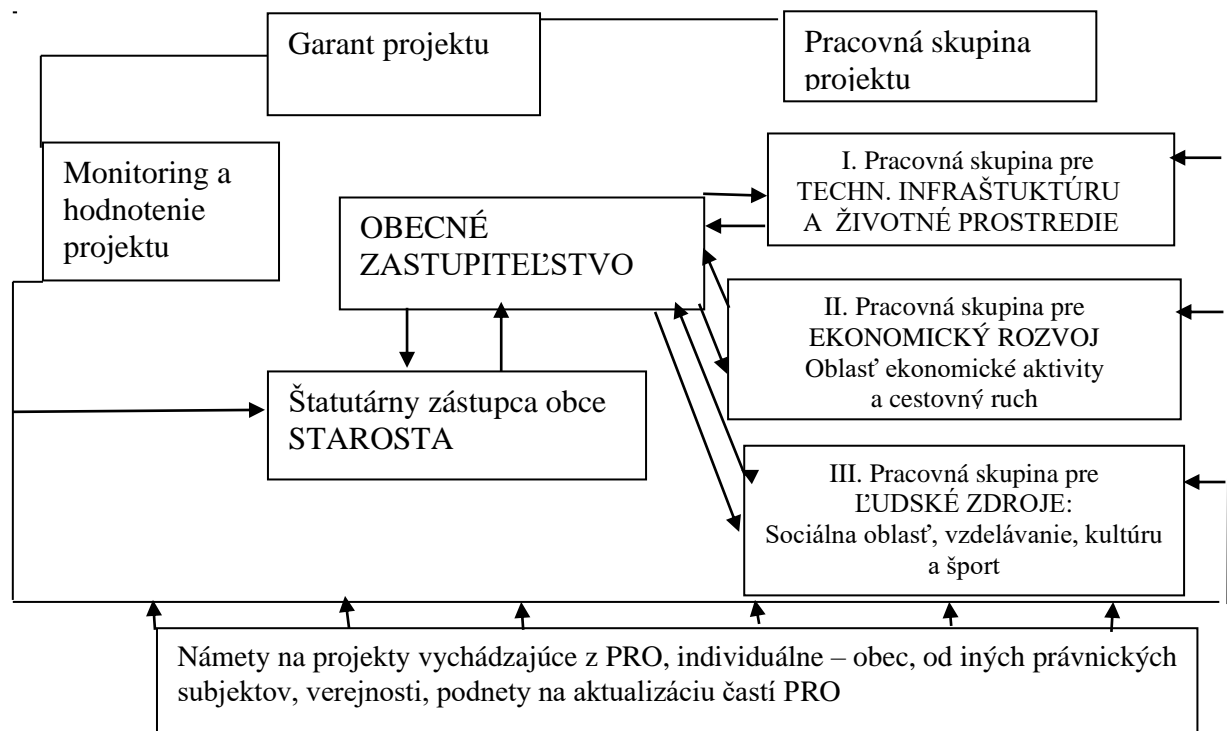 -
Garant projektu
Pracovná skupina
projektu
Monitoring a
hodnotenie
projektu
I. Pracovná skupina pre
TECHN. INFRAŠTUKTÚRU
A ŽIVOTNÉ PROSTREDIE
OBECNÉ
ZASTUPITEĽSTVO
II. Pracovná skupina pre
EKONOMICKÝ ROZVOJ
Oblasť ekonomické aktivity
a cestovný ruch
Štatutárny zástupca obce
STAROSTA
III. Pracovná skupina pre
ĽUDSKÉ ZDROJE:
Sociálna oblasť, vzdelávanie, kultúru
a šport
Námety na projekty vychádzajúce z PRO, individuálne – obec, od iných právnických
subjektov, verejnosti, podnety na aktualizáciu častí PRO